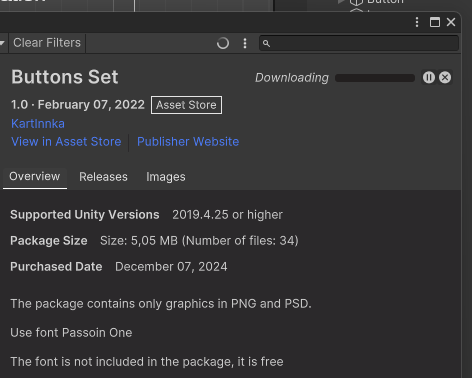 Button
Clear Filters
Buttons Set
Downloading
1.0 · February 07, 2022 Asset Store
KartInnka
View in Asset Store Publisher Website
Overview Releases Images
Supported Unity Versions 2019.4.25 or higher
Package Size Size: 5,05 MB (Number of files: 34)
Purchased Date December 07, 2024
The package contains only graphics in PNG and PSD.
Use font Passoin One
The font is not included in the package, it is free